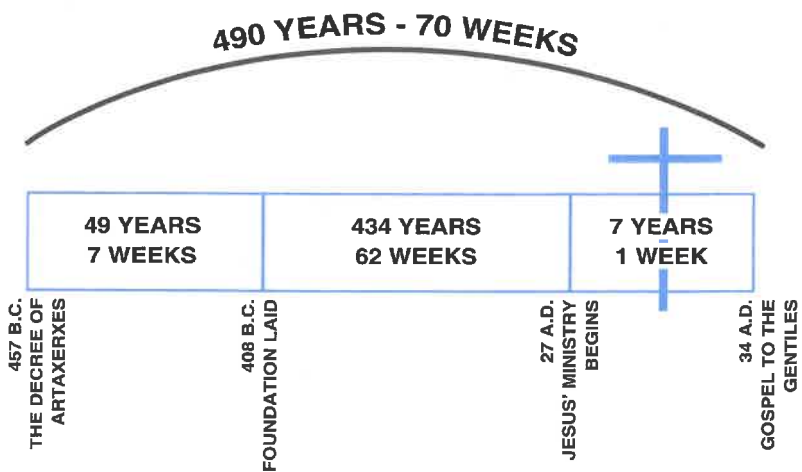 490 YEARS - 70 WEEKS
49 YEARS
7 WEEKS
434 YEARS
62 WEEKS
7 YEARS
1 WEEK
457 B.C.
THE DECREE OF
ARTAXERXES
408 B.C.
FOUNDATION LAID
27 A.D.
JESUS' MINISTRY
BEGINS
34 A.D.
GOSPEL TO THE
GENTILES